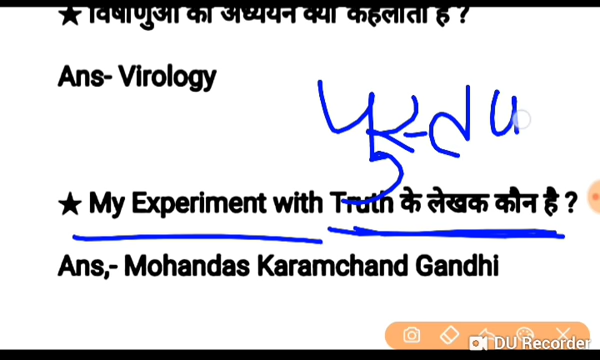 ★ विषाणुओं का अध्ययन क्या कहलाता है ?
Ans- Virology
★ My Experiment with Truth के लेखक कौन है ?
Ans,- Mohandas Karamchand Gandhi
DU Recorder